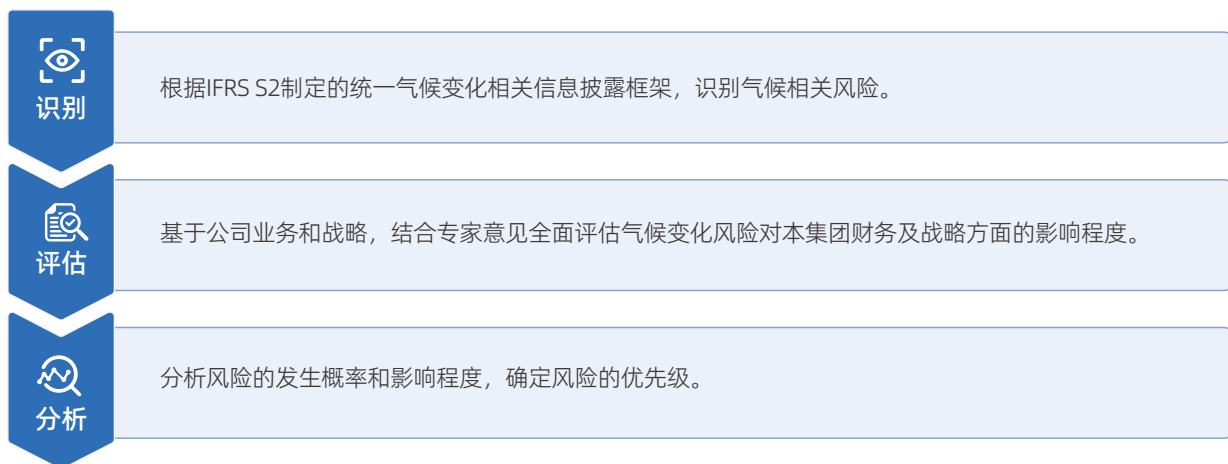 识别
根据IFRS S2制定的统一气候变化相关信息披露框架，识别气候相关风险。
评估
基于公司业务和战略，结合专家意见全面评估气候变化风险对本集团财务及战略方面的影响程度。
分析
分析风险的发生概率和影响程度，确定风险的优先级。